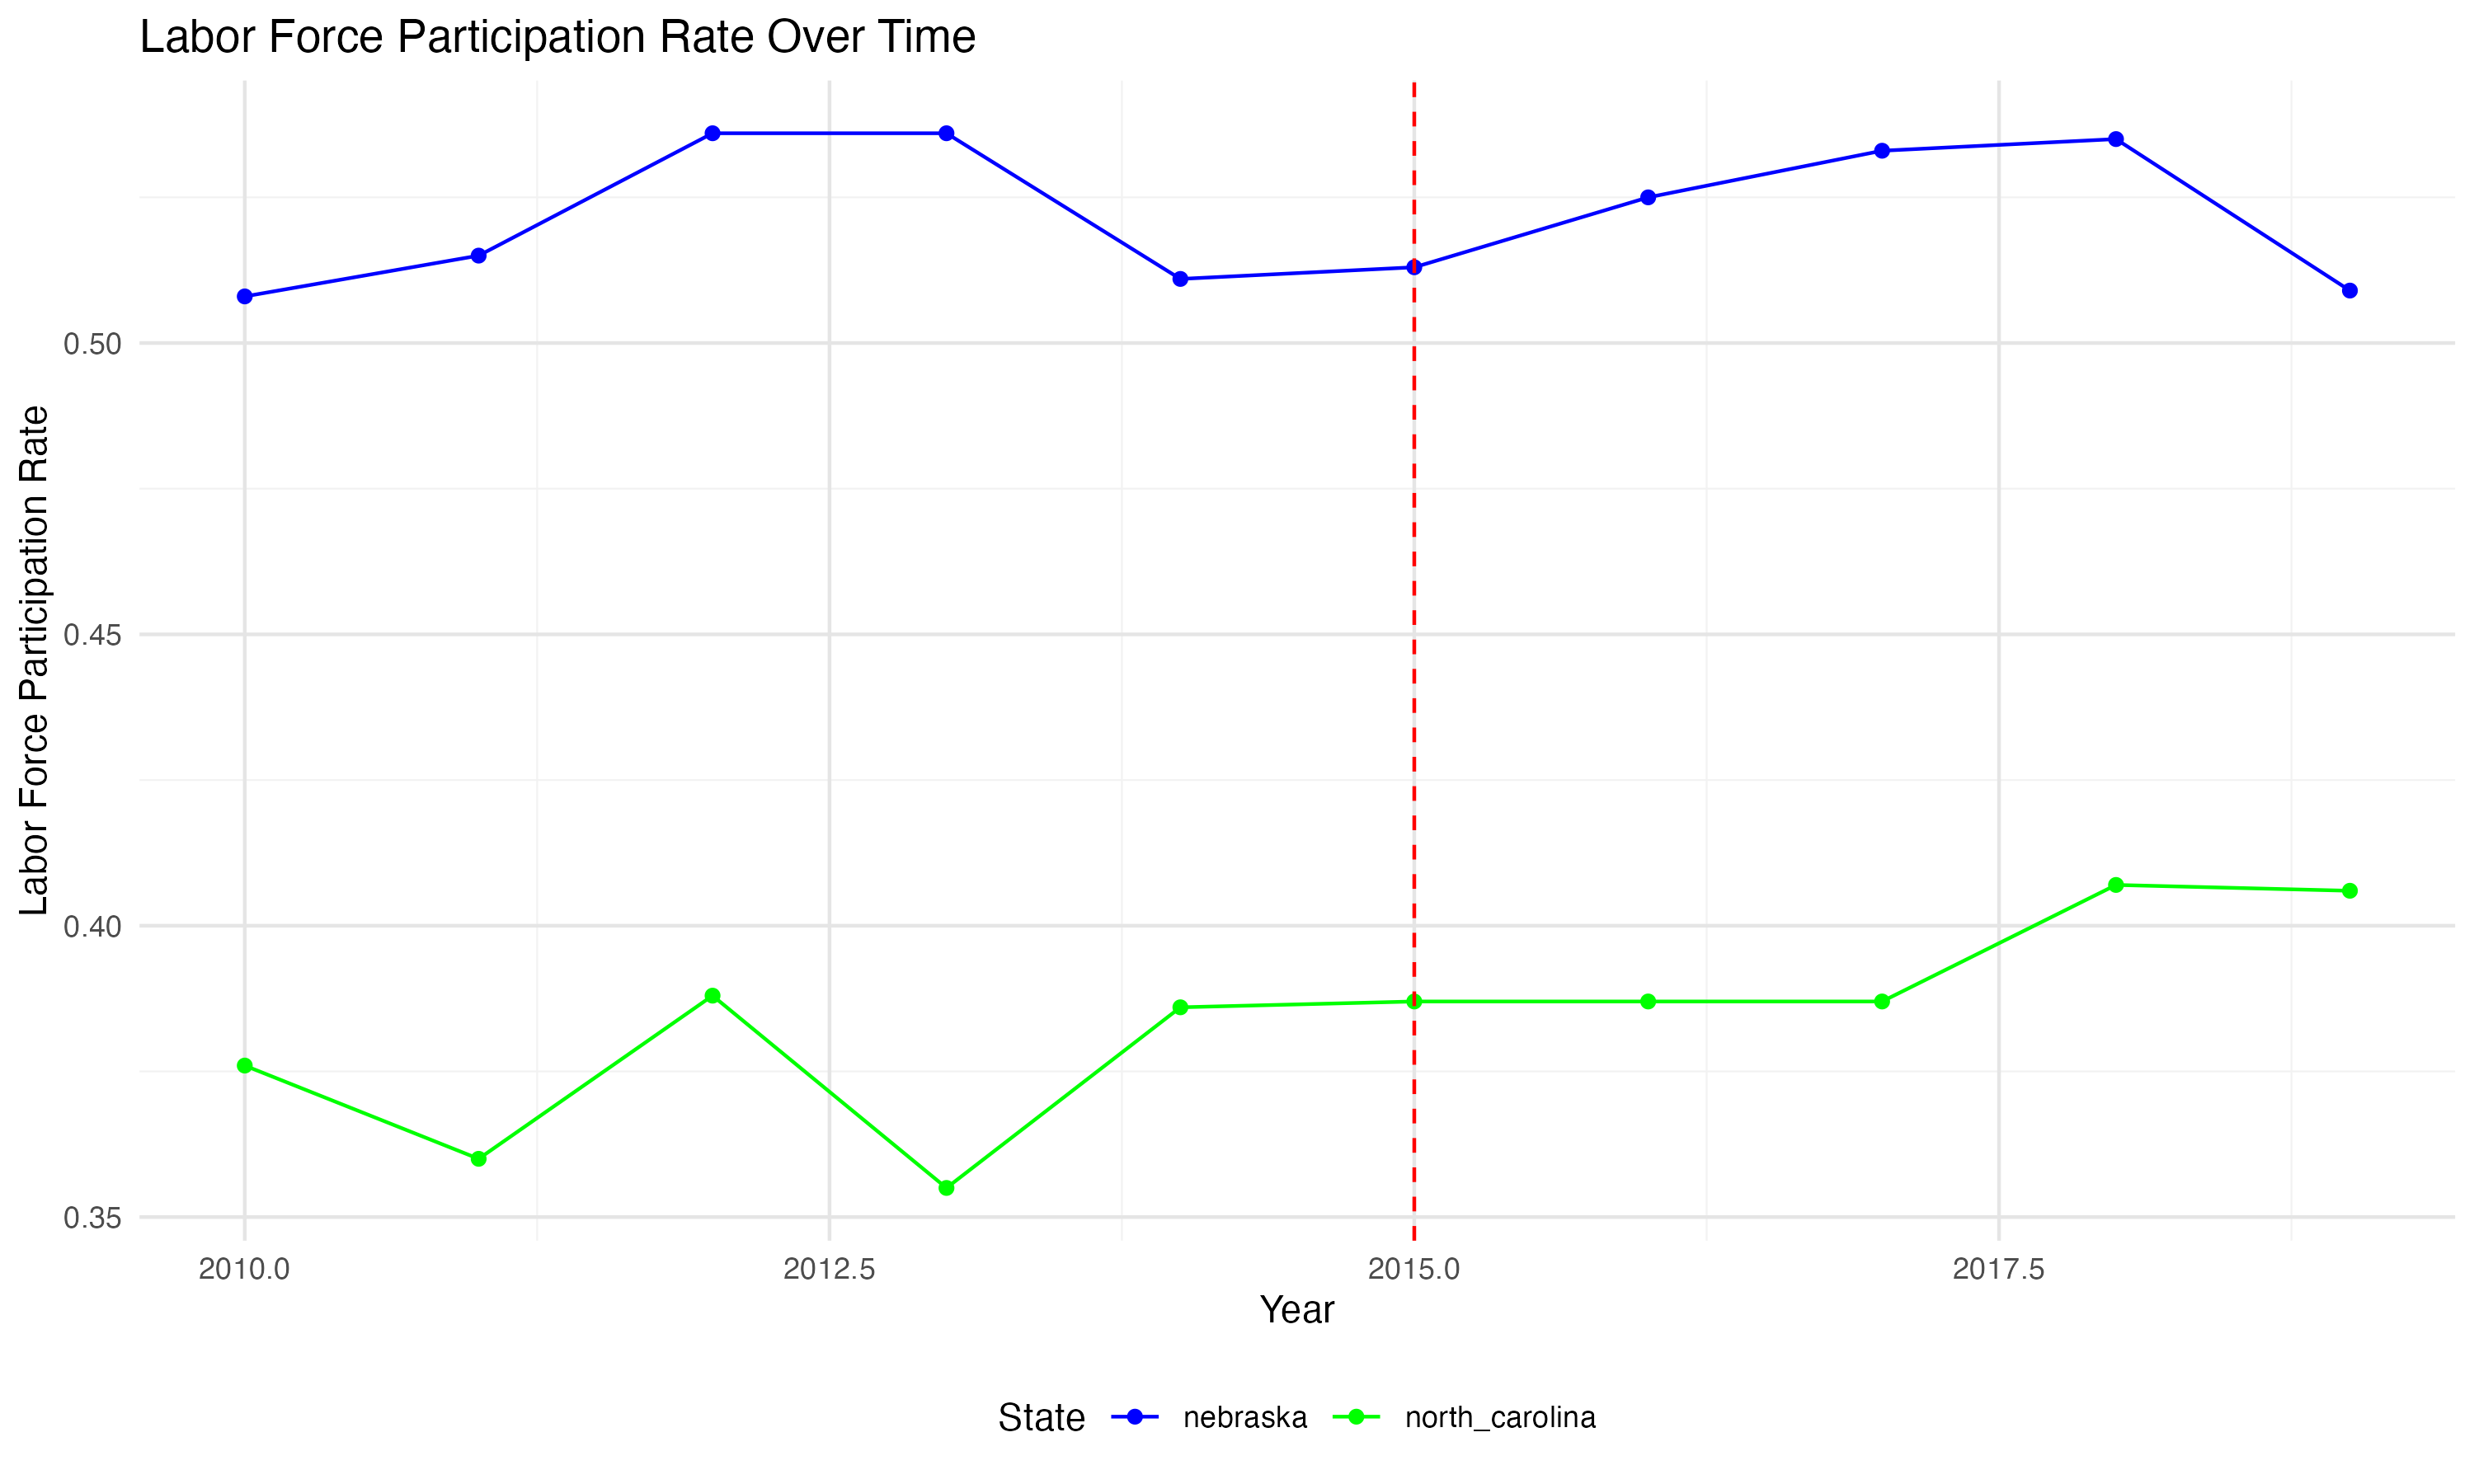 Labor Force Participation Rate Over Time
Labor Force Participation Rate
0.50
0.45
0.40
0.35
2010.0 2012.5 2015.0 2017.5
Year
State nebraska north_carolina